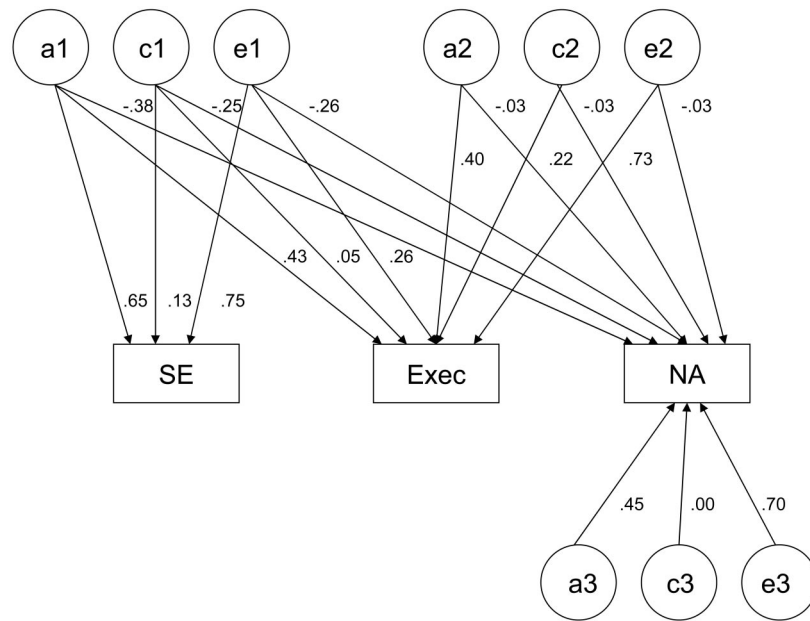 a1 c1 e1 a2 c2 e2
-.38 -.25 -.26 -.03 -.03 -.03
.40 .22 .73
.43 .05 .26
.65 .13 .75
SE Exec NA
.45 .00 .70
a3 c3 e3